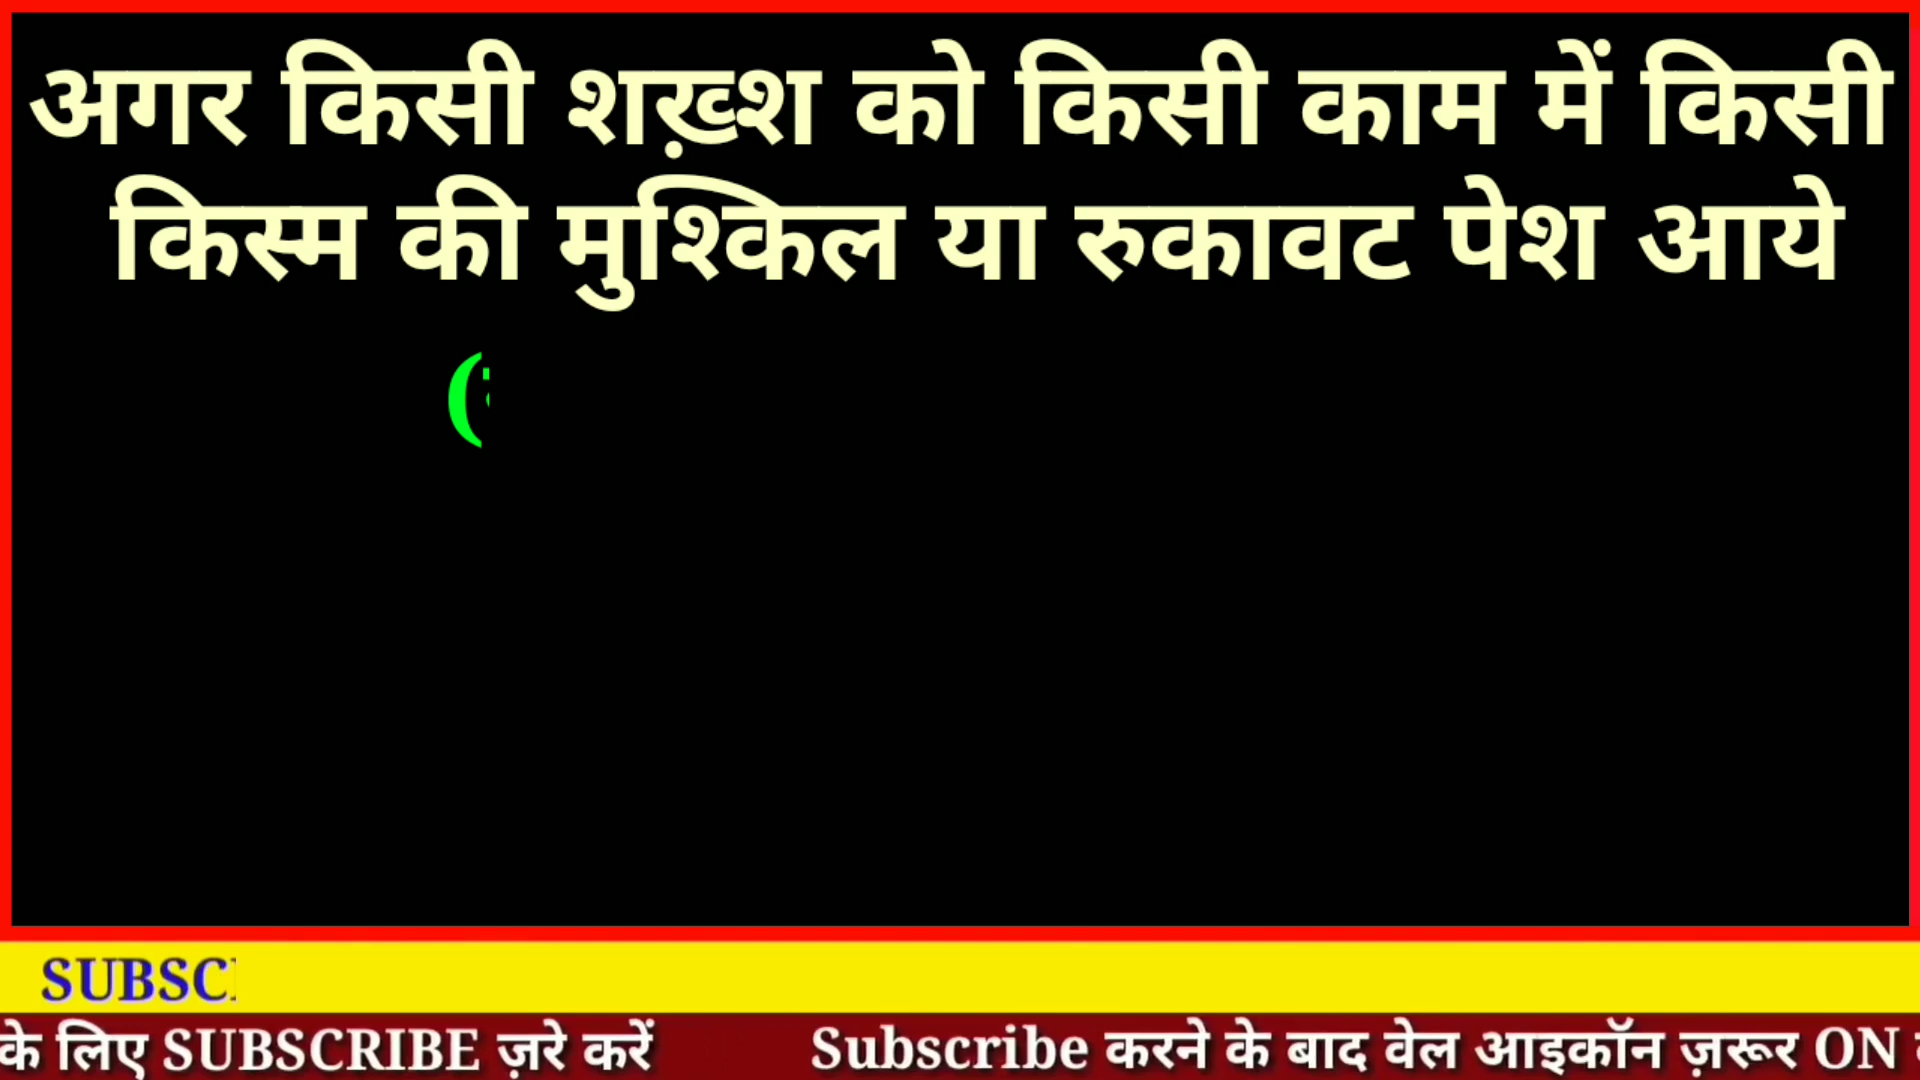 अगर किसी शख़्श को किसी काम में किसी
किस्म की मुश्किल या रुकावट पेश आये
(
SUBSC
के लिए SUBSCRIBE ज़रे करें Subscribe करने के बाद वेल आइकॉन ज़रूर ON